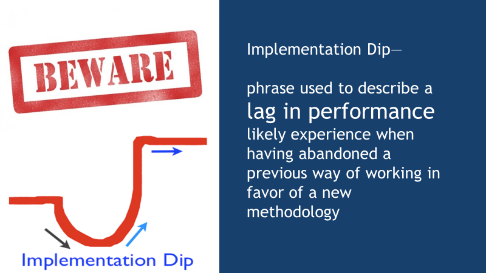 BEWARE
Implementation Dip
Implementation Dip—
phrase used to describe a
lag in performance
likely experience when
having abandoned a
previous way of working in
favor of a new
methodology